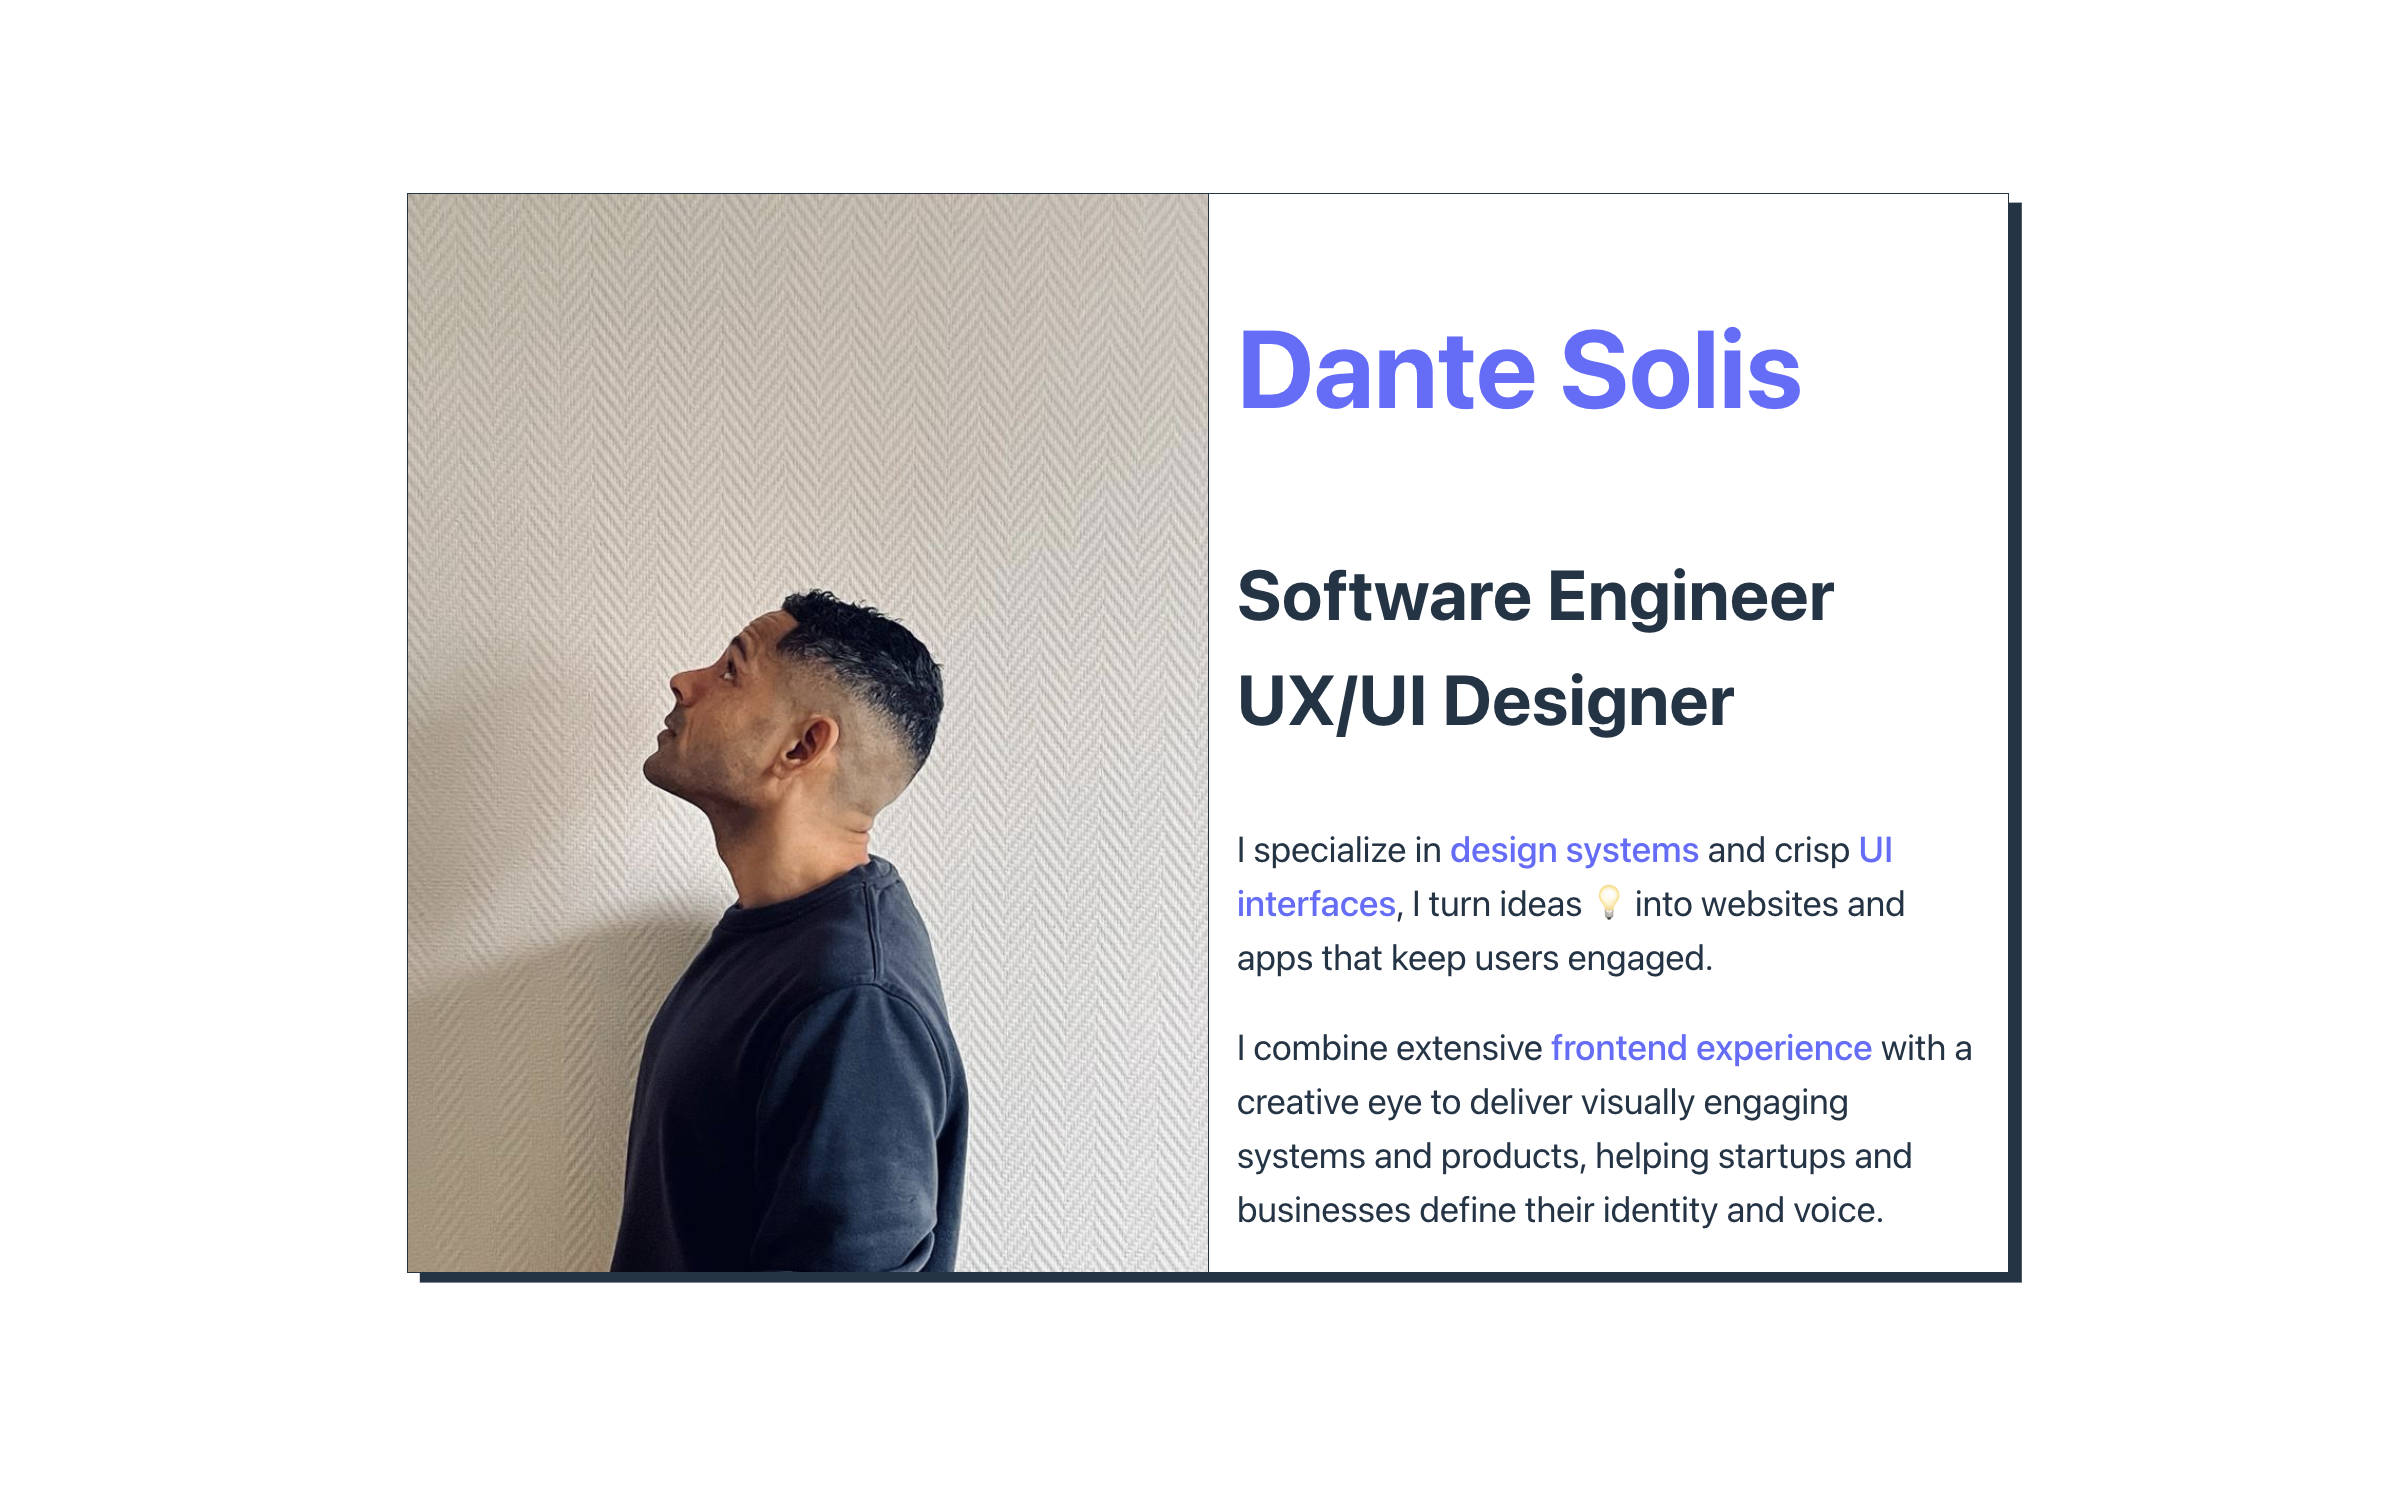 Dante Solis
Software Engineer
UX/UI Designer
I specialize in design systems and crisp UI
interfaces, I turn ideas 💡 into websites and
apps that keep users engaged.
I combine extensive frontend experience with a
creative eye to deliver visually engaging
systems and products, helping startups and
businesses define their identity and voice.